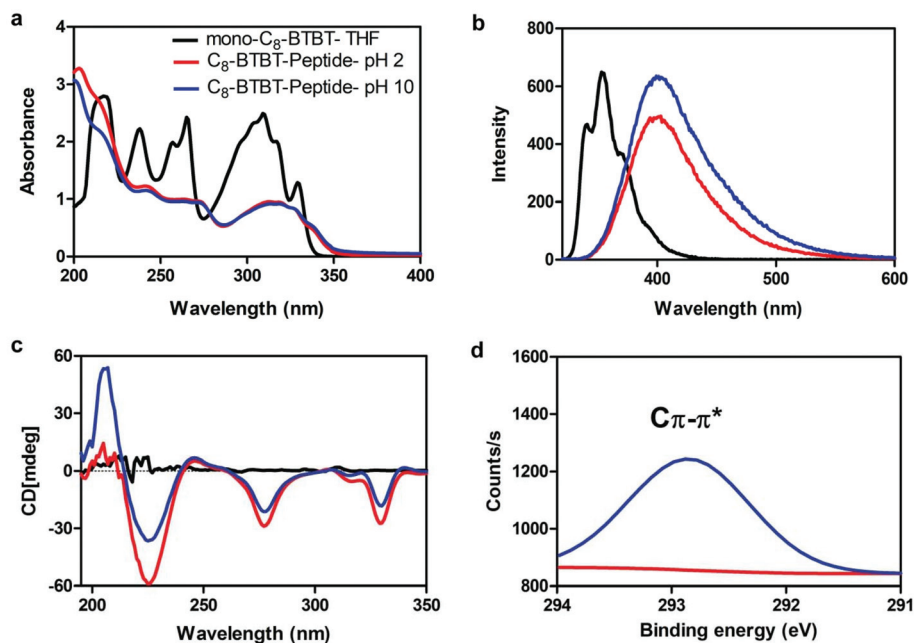 a
mono-C₈-BTBT- THF
C₈-BTBT-Peptide- pH 2
C₈-BTBT-Peptide- pH 10
Absorbance
4
3
2
1
0
200 250 300 350 400
Wavelength (nm)
b
Intensity
800
600
400
200
0
400 500 600
Wavelength (nm)
c
CD[mdeg]
60
30
0
-30
-60
200 250 300 350
Wavelength (nm)
d
Cπ-π*
Counts/s
1600
1400
1200
1000
800
294 293 292 291
Binding energy (eV)